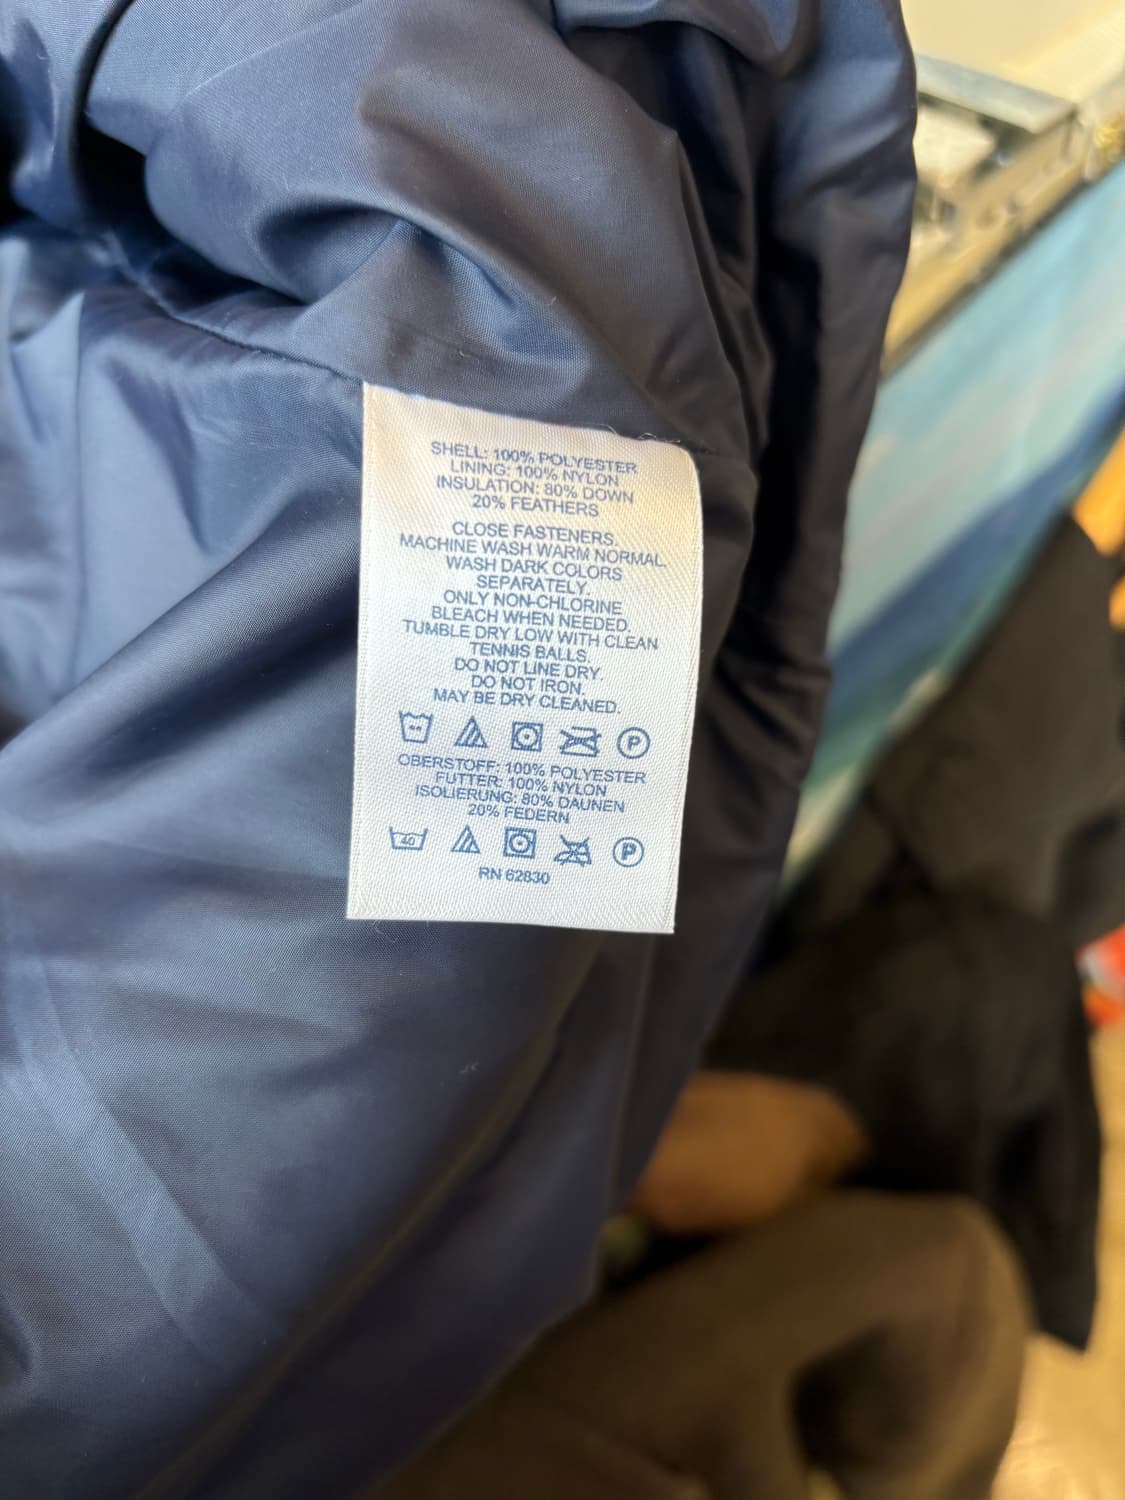 SHELL: 100% POLYESTER
LINING: 100% NYLON
INSULATION: 80% DOWN
20% FEATHERS
CLOSE FASTENERS.
MACHINE WASH WARM NORMAL.
WASH DARK COLORS
SEPARATELY.
ONLY NON-CHLORINE
BLEACH WHEN NEEDED.
TUMBLE DRY LOW WITH CLEAN
TENNIS BALLS.
DO NOT LINE DRY.
DO NOT IRON.
MAY BE DRY CLEANED.
P
OBERSTOFF: 100% POLYESTER
FUTTER: 100% NYLON
ISOLIERUNG: 80% DAUNEN
20% FEDERN
40 P
RN 62830